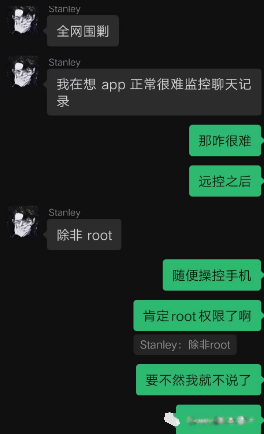 Stanley
全网围剿
Stanley
我在想 app 正常很难监控聊天记
录
那咋很难
远控之后
Stanley
除非 root
随便操控手机
肯定root权限了啊
Stanley：除非root
要不然我就不说了